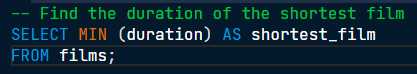 -- Find the duration of the shortest film
SELECT MIN (duration) AS shortest_film
FROM films;